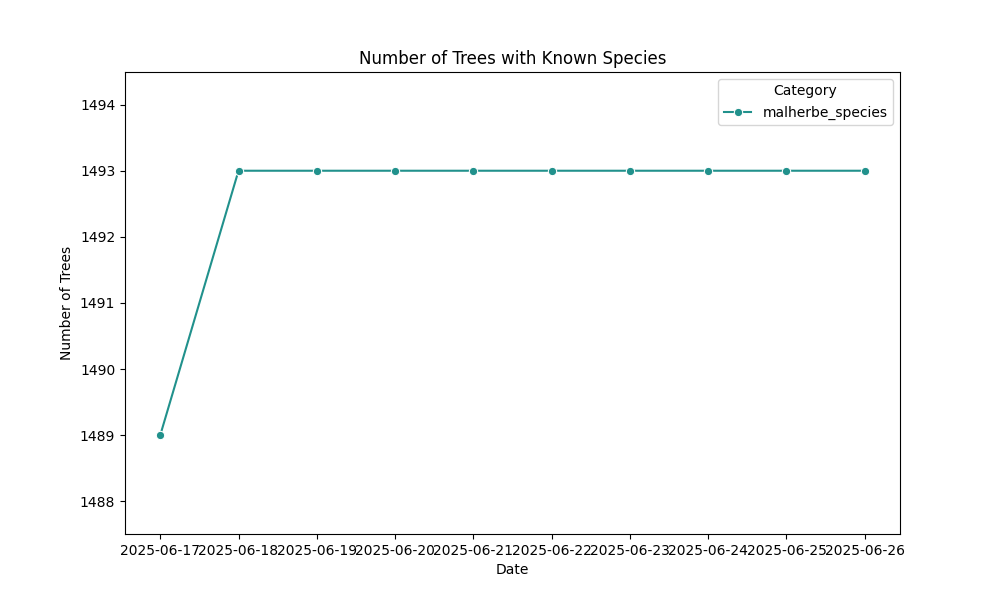 Number of Trees with Known Species
Category
malherbe_species
1494
1493
1492
1491
1490
1489
1488
Number of Trees
2025-06-17 2025-06-18 2025-06-19 2025-06-20 2025-06-21 2025-06-22 2025-06-23 2025-06-24 2025-06-25 2025-06-26
Date